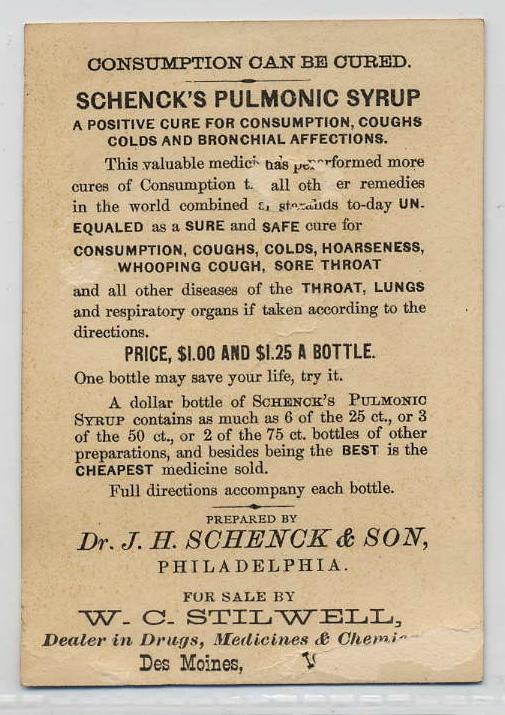 CONSUMPTION CAN BE CURED.
SCHENCK'S PULMONIC SYRUP
A POSITIVE CURE FOR CONSUMPTION, COUGHS
COLDS AND BRONCHIAL AFFECTIONS.
This valuable has performed more
cures of Consumption all other remedies
in the world combined to-day UN-
EQUALED as a SURE and SAFE cure for
CONSUMPTION, COUGHS, COLDS, HOARSENESS,
WHOOPING COUGH, SORE THROAT
and all other diseases of the THROAT, LUNGS
and respiratory organs if taken according to the
directions.
PRICE, $1.00 AND $1.25 A BOTTLE.
One bottle may save your life, try it.
A dollar bottle of SCHENCK'S PULMONIC
SYRUP contains as much as 6 of the 25 ct., or 3
of the 50 ct., or 2 of the 75 ct. bottles of other
preparations, and besides being the BEST is the
CHEAPEST medicine sold.
Full directions accompany each bottle.
PREPARED BY
Dr. J. H. SCHENCK & SON,
PHILADELPHIA.
FOR SALE BY
W. C. STILWELL,
Dealer in Drugs, Medicines &
Des Moines,